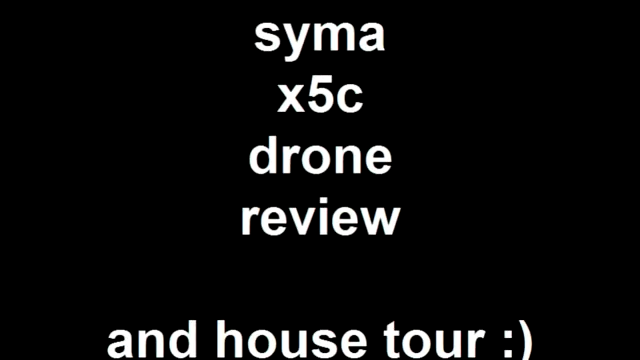 syma
x5c
drone
review
and house tour :)